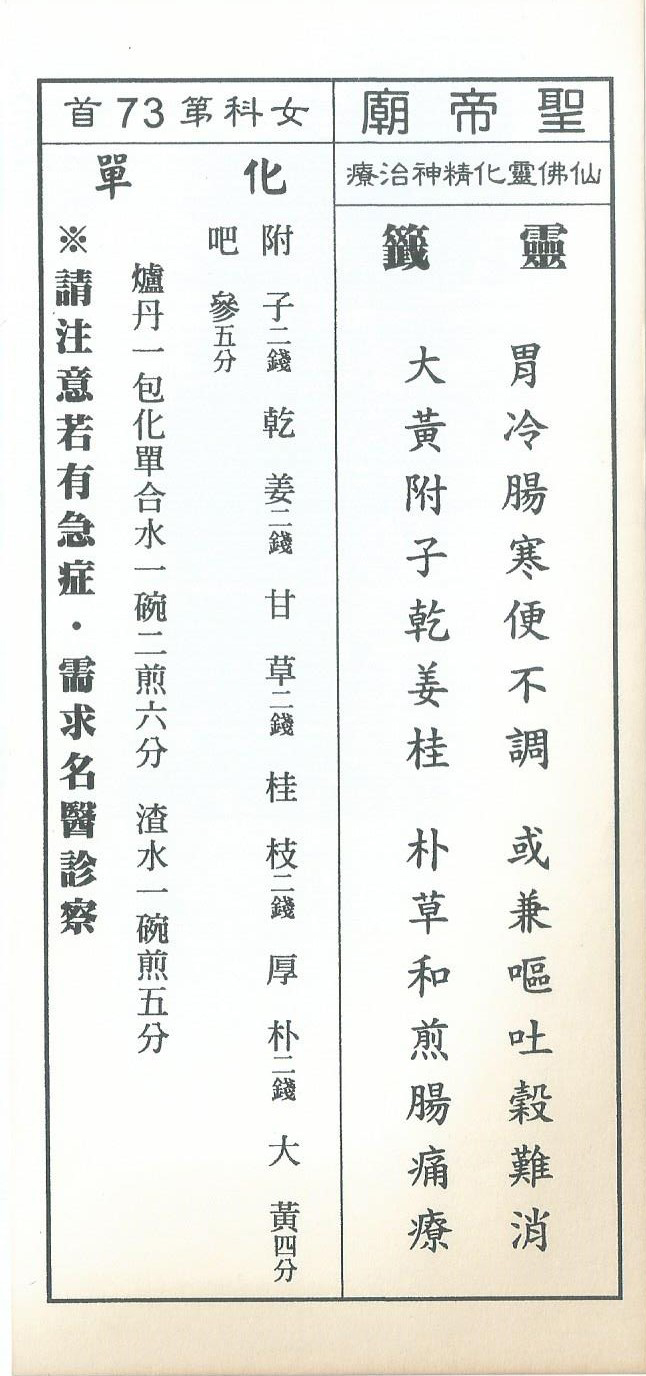 聖帝廟
仙佛靈化精神治療
靈籤
胃冷腸寒便不調　或兼嘔吐穀難消
大黃附子乾姜桂　朴草和煎腸痛療
女科第73首
化單
附子二錢　乾姜二錢　甘草二錢　桂枝二錢　厚朴二錢　大黃四分
吧參五分
爐丹一包化單合水一碗二煎六分　渣水一碗煎五分
※請注意若有急症・需求名醫診察